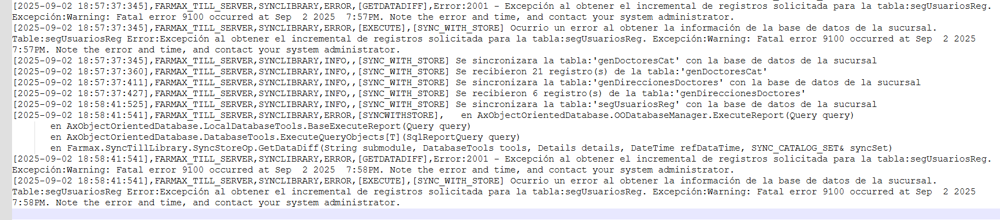 [2025-09-02 18:57:37:345],FARMAX_TILL_SERVER,SYNCLIBRARY,ERROR,[GETDATADIFF],Error:2001 - Excepción al obtener el incremental de registros solicitada para la tabla:segUsuariosReg.
Excepción:Warning: Fatal error 9100 occurred at Sep  2 2025  7:57PM. Note the error and time, and contact your system administrator.
[2025-09-02 18:57:37:345],FARMAX_TILL_SERVER,SYNCLIBRARY,ERROR,[EXECUTE],[SYNC_WITH_STORE] Ocurrio un error al obtener la información de la base de datos de la sucursal.
Table:segUsuariosReg Error:Excepción al obtener el incremental de registros solicitada para la tabla:segUsuariosReg. Excepción:Warning: Fatal error 9100 occurred at Sep  2 2025
7:57PM. Note the error and time, and contact your system administrator.
[2025-09-02 18:57:37:345],FARMAX_TILL_SERVER,SYNCLIBRARY,INFO,,[SYNC_WITH_STORE] Se sincronizara la tabla:'genDoctoresCat' con la base de datos de la sucursal
[2025-09-02 18:57:37:360],FARMAX_TILL_SERVER,SYNCLIBRARY,INFO,,[SYNC_WITH_STORE] Se recibieron 21 registro(s) de la tabla:'genDoctoresCat'
[2025-09-02 18:57:37:411],FARMAX_TILL_SERVER,SYNCLIBRARY,INFO,,[SYNC_WITH_STORE] Se sincronizara la tabla:'genDireccionesDoctores' con la base de datos de la sucursal
[2025-09-02 18:57:37:427],FARMAX_TILL_SERVER,SYNCLIBRARY,INFO,,[SYNC_WITH_STORE] Se recibieron 6 registro(s) de la tabla:'genDireccionesDoctores'
[2025-09-02 18:58:41:525],FARMAX_TILL_SERVER,SYNCLIBRARY,INFO,,[SYNC_WITH_STORE] Se sincronizara la tabla:'segUsuariosReg' con la base de datos de la sucursal
[2025-09-02 18:58:41:541],FARMAX_TILL_SERVER,SYNCLIBRARY,ERROR,[SYNCWITHSTORE],   en AxObjectOrientedDatabase.OODatabaseManager.ExecuteReport(Query query)
en AxObjectOrientedDatabase.LocalDatabaseTools.BaseExecuteReport(Query query)
en AxObjectOrientedDatabase.DatabaseTools.ExecuteQueryObjects[T](SqlReportQuery query)
en Farmax.SyncTillLibrary.SyncStoreOp.GetDataDiff(String submodule, DatabaseTools tools, Details details, DateTime refDataTime, SYNC_CATALOG_SET& syncSet)
[2025-09-02 18:58:41:541],FARMAX_TILL_SERVER,SYNCLIBRARY,ERROR,[GETDATADIFF],Error:2001 - Excepción al obtener el incremental de registros solicitada para la tabla:segUsuariosReg.
Excepción:Warning: Fatal error 9100 occurred at Sep  2 2025  7:58PM. Note the error and time, and contact your system administrator.
[2025-09-02 18:58:41:541],FARMAX_TILL_SERVER,SYNCLIBRARY,ERROR,[EXECUTE],[SYNC_WITH_STORE] Ocurrio un error al obtener la información de la base de datos de la sucursal.
Table:segUsuariosReg Error:Excepción al obtener el incremental de registros solicitada para la tabla:segUsuariosReg. Excepción:Warning: Fatal error 9100 occurred at Sep  2 2025
7:58PM. Note the error and time, and contact your system administrator.